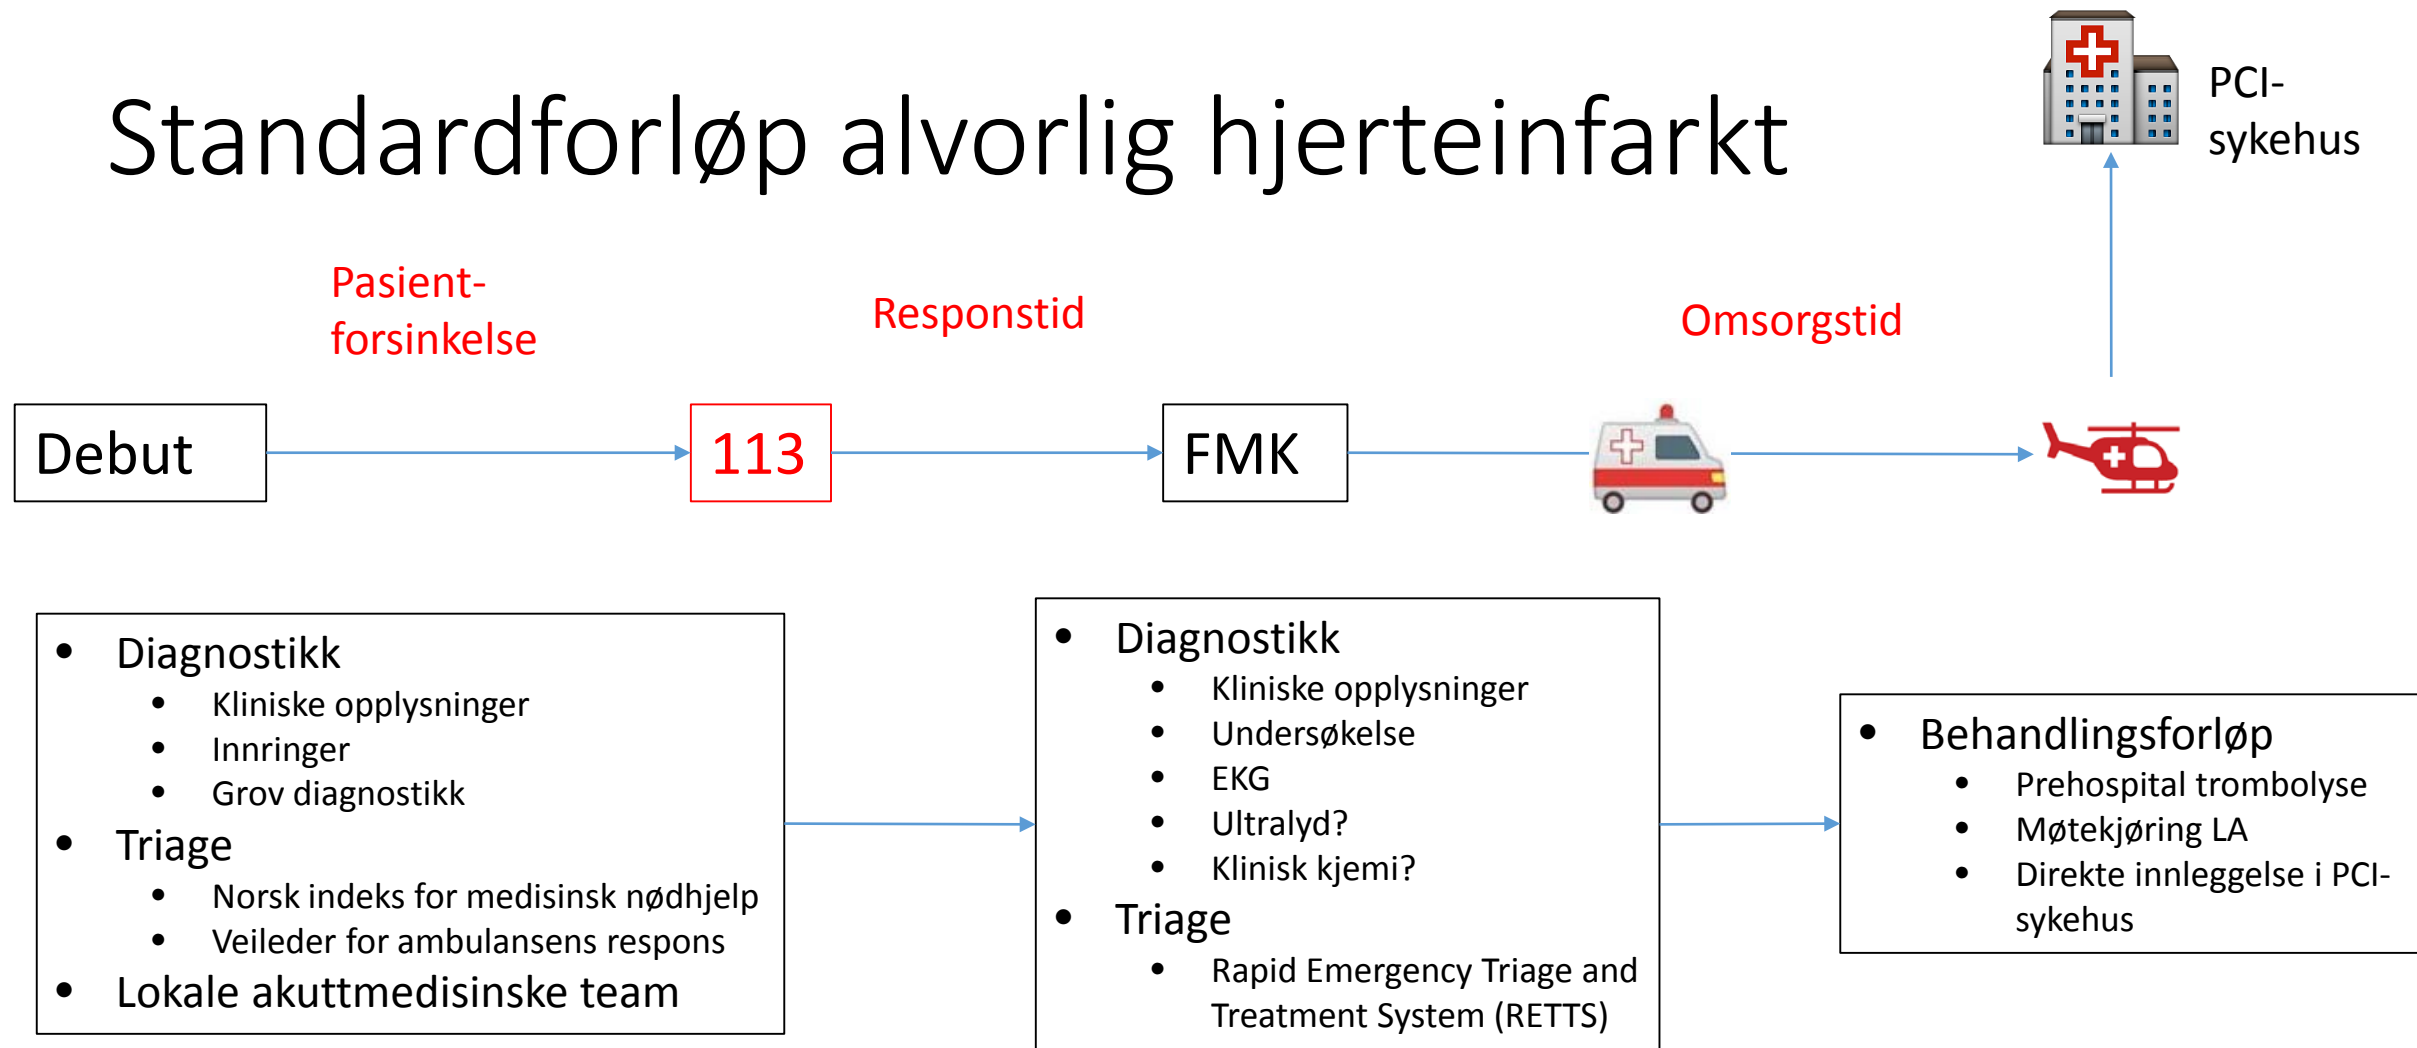 Standardforløp alvorlig hjerteinfarkt
PCI-
sykehus
Pasient-
forsinkelse
Responstid
Omsorgstid
Debut
113
FMK
• Diagnostikk
• Kliniske opplysninger
• Innringer
• Grov diagnostikk
• Triage
• Norsk indeks for medisinsk nødhjelp
• Veileder for ambulansens respons
• Lokale akuttmedisinske team
• Diagnostikk
• Kliniske opplysninger
• Undersøkelse
• EKG
• Ultralyd?
• Klinisk kjemi?
• Triage
• Rapid Emergency Triage and
Treatment System (RETTS)
• Behandlingsforløp
• Prehospital trombolyse
• Møtekjøring LA
• Direkte innleggelse i PCI-
sykehus